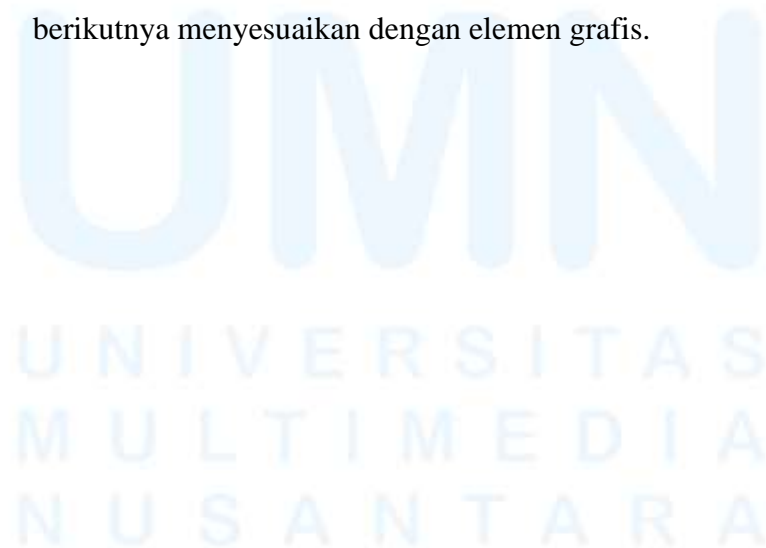 berikutnya menyesuaikan dengan elemen grafis.
UMN
UNIVERSITAS
MULTIMEDIA
NUSANTARA